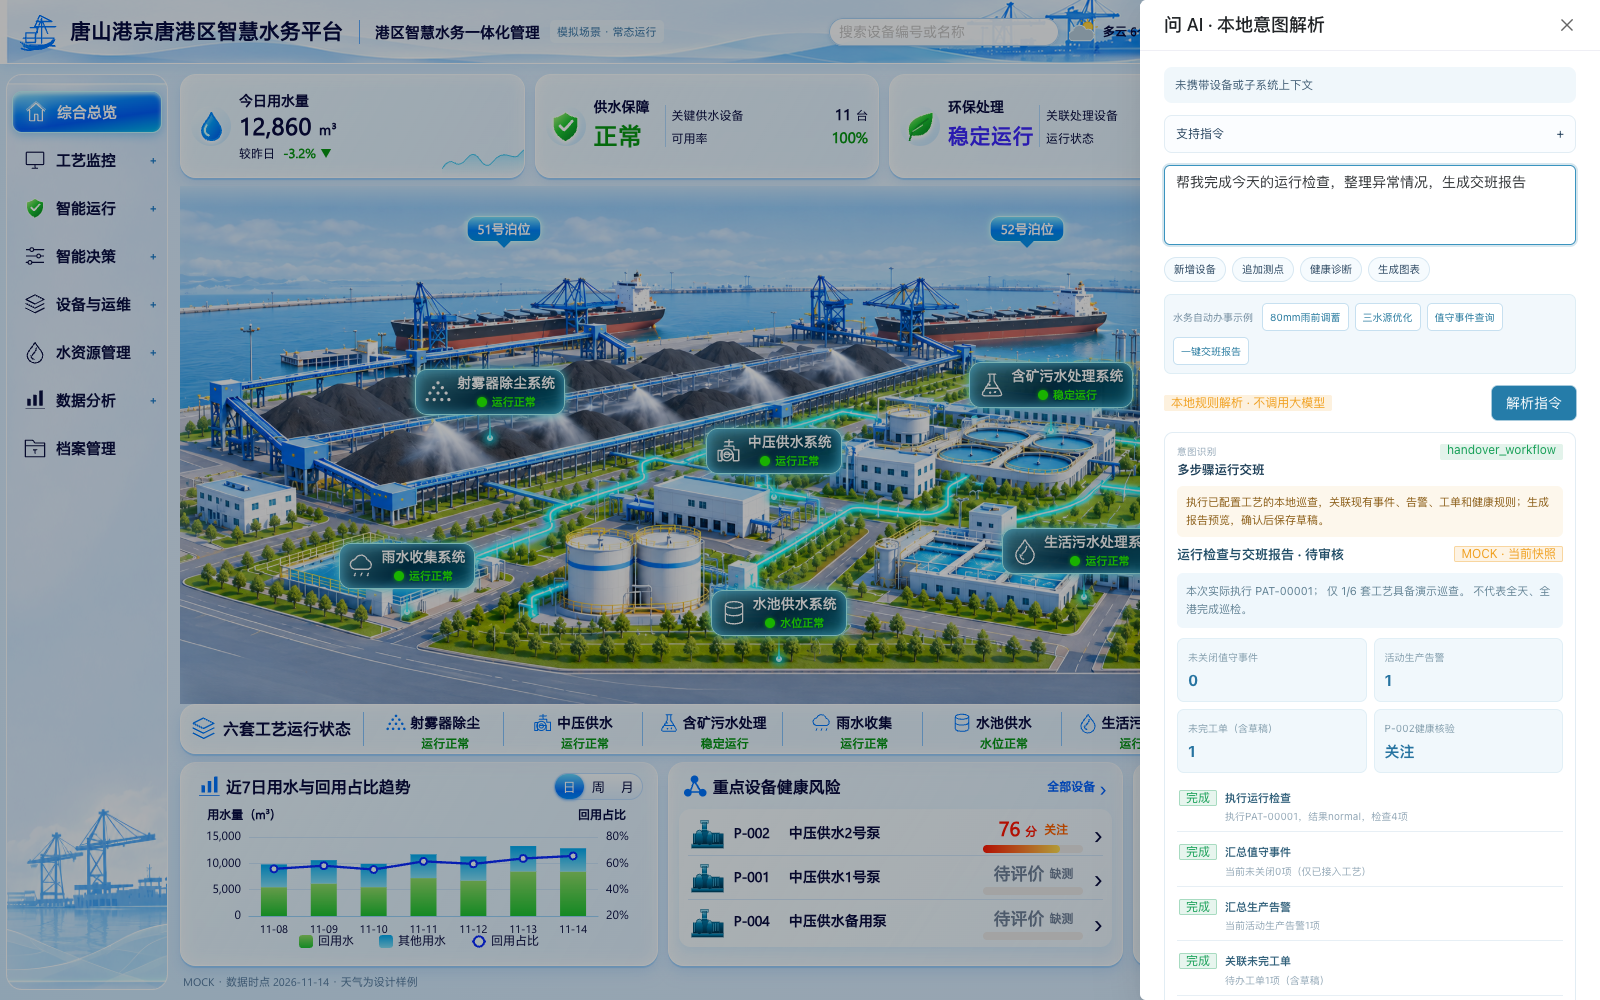 唐山港京唐港区智慧水务平台
港区智慧水务一体化管理
模拟场景 · 常态运行
搜索设备编号或名称
多云 6
综合总览
工艺监控 +
智能运行 +
智能决策 +
设备与运维 +
水资源管理 +
数据分析 +
档案管理
今日用水量
12,860 m³
较昨日 -3.2% ▼
供水保障
正常
关键供水设备 11 台
可用率 100%
环保处理
稳定运行
关联处理设备
运行状态
51号泊位
52号泊位
射雾器除尘系统
运行正常
含矿污水处理系统
稳定运行
中压供水系统
运行正常
雨水收集系统
运行正常
生活污水处理系
运行正常
水池供水系统
水位正常
六套工艺运行状态
射雾器除尘
运行正常
中压供水
运行正常
含矿污水处理
稳定运行
雨水收集
运行正常
水池供水
水位正常
生活污
运行
近7日用水与回用占比趋势
日 周 月
用水量（m³）
回用占比
15,000
10,000
5,000
0
80%
60%
40%
20%
11-08 11-09 11-10 11-11 11-12 11-13 11-14
回用水 其他用水 回用占比
重点设备健康风险
全部设备 ›
P-002 中压供水2号泵 76 分 关注
P-001 中压供水1号泵 待评价 缺测
P-004 中压供水备用泵 待评价 缺测
MOCK · 数据时点 2026-11-14 · 天气为设计样例
问 AI · 本地意图解析
未携带设备或子系统上下文
支持指令 +
帮我完成今天的运行检查，整理异常情况，生成交班报告
新增设备 追加测点 健康诊断 生成图表
水务自动办事示例 80mm雨前调蓄 三水源优化 值守事件查询
一键交班报告
本地规则解析 · 不调用大模型
解析指令
意图识别
多步骤运行交班
handover_workflow
执行已配置工艺的本地巡查，关联现有事件、告警、工单和健康规则；生成
报告预览，确认后保存草稿。
运行检查与交班报告 · 待审核
MOCK · 当前快照
本次实际执行 PAT-00001； 仅 1/6 套工艺具备演示巡查。 不代表全天、全
港完成巡检。
未关闭值守事件
0
活动生产告警
1
未完工单（含草稿）
1
P-002健康核验
关注
完成 执行运行检查
执行PAT-00001，结果normal，检查4项
完成 汇总值守事件
当前未关闭0项（仅已接入工艺）
完成 汇总生产告警
当前活动生产告警1项
完成 关联未完工单
待办工单1项（含草稿）